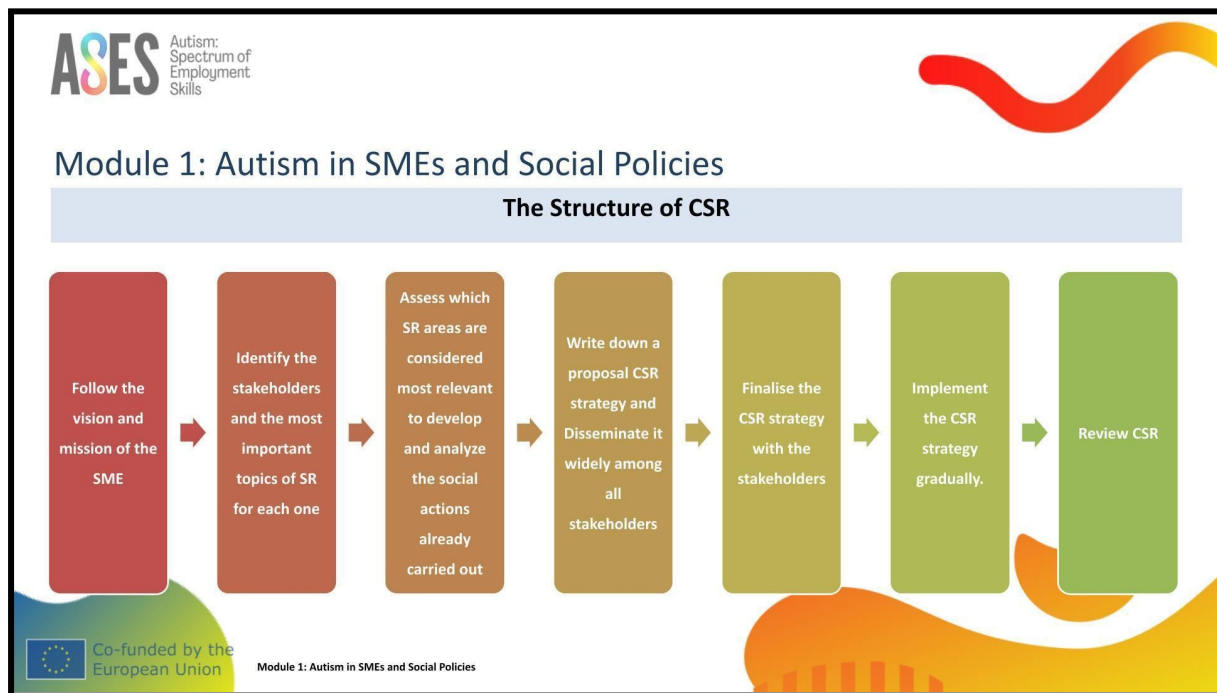 ASES
Autism:
Spectrum of
Employment
Skills
Module 1: Autism in SMEs and Social Policies
The Structure of CSR
Follow the
vision and
mission of the
SME
Identify the
stakeholders
and the most
important
topics of SR
for each one
Assess which
SR areas are
considered
most relevant
to develop
and analyze
the social
actions
already
carried out
Write down a
proposal CSR
strategy and
Disseminate it
widely among
all
stakeholders
Finalise the
CSR strategy
with the
stakeholders
Implement
the CSR
strategy
gradually.
Review CSR
Co-funded by the
European Union
Module 1: Autism in SMEs and Social Policies